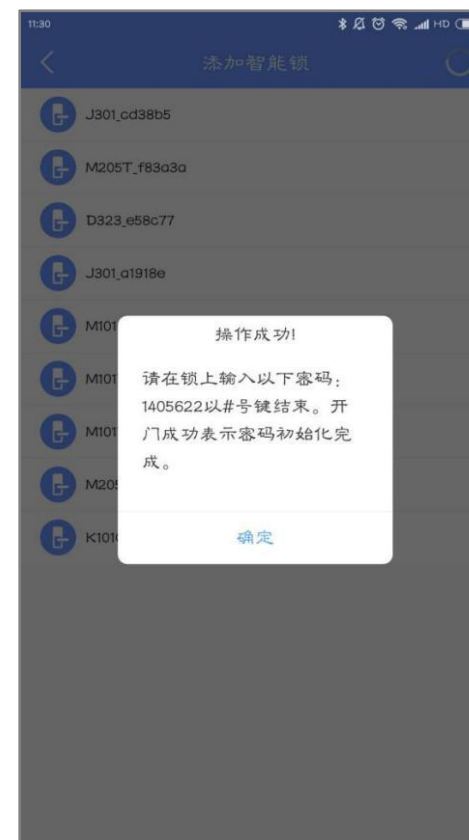 11:30 HD
添加智能锁
J301_cd38b5
M205T_f83a3a
D323_e58c77
J301_a1918e
M101
M101
M101
M205
K101
操作成功!
请在锁上输入以下密码:
1405622以#号键结束。开
门成功表示密码初始化完
成。
确定